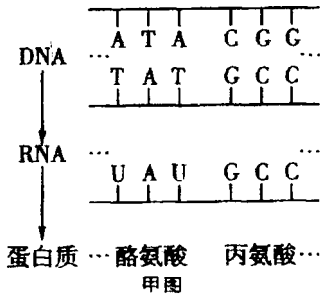 A T A C G G
DNA … …
T A T G C C
RNA … …
U A U G C C
蛋白质 … 酪氨酸 丙氨酸 …
甲图